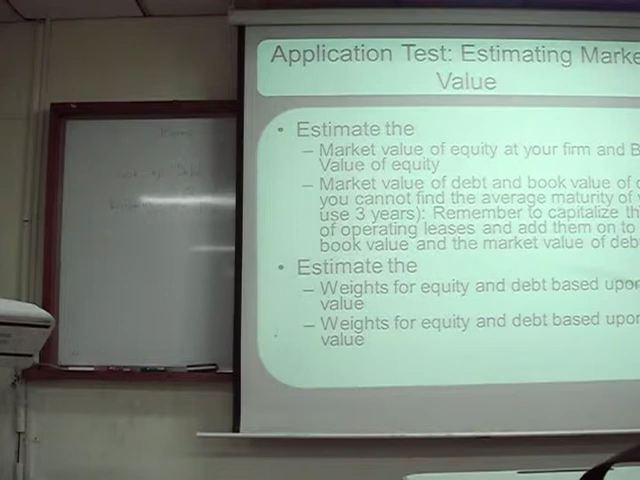 Application Test: Estimating Marke
Value
• Estimate the
– Market value of equity at your firm and B
Value of equity
– Market value of debt and book value of
you cannot find the average maturity of
use 3 years): Remember to capitalize th
of operating leases and add them on to
book value and the market value of deb
• Estimate the
– Weights for equity and debt based upo
value
– Weights for equity and debt based upo
value